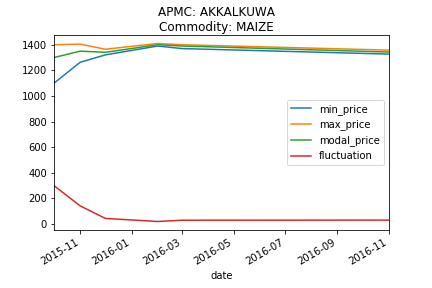 APMC: AKKALKUWA
Commodity: MAIZE
1400
1200
1000
800
600
400
200
0
min_price
max_price
modal_price
fluctuation
2015-11
2016-01
2016-03
2016-05
2016-07
2016-09
2016-11
date